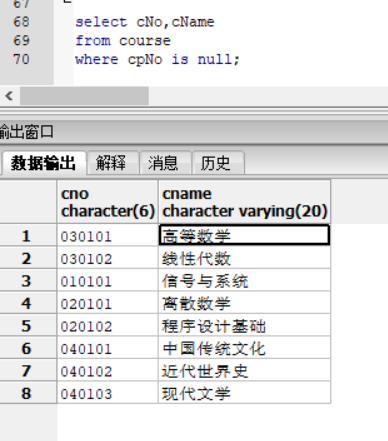 67
68 select cNo,cName
69 from course
70 where cpNo is null;
输出窗口
数据输出 解释 消息 历史
cno cname
character(6) character varying(20)
1 030101 高等数学
2 030102 线性代数
3 010101 信号与系统
4 020101 离散数学
5 020102 程序设计基础
6 040101 中国传统文化
7 040102 近代世界史
8 040103 现代文学